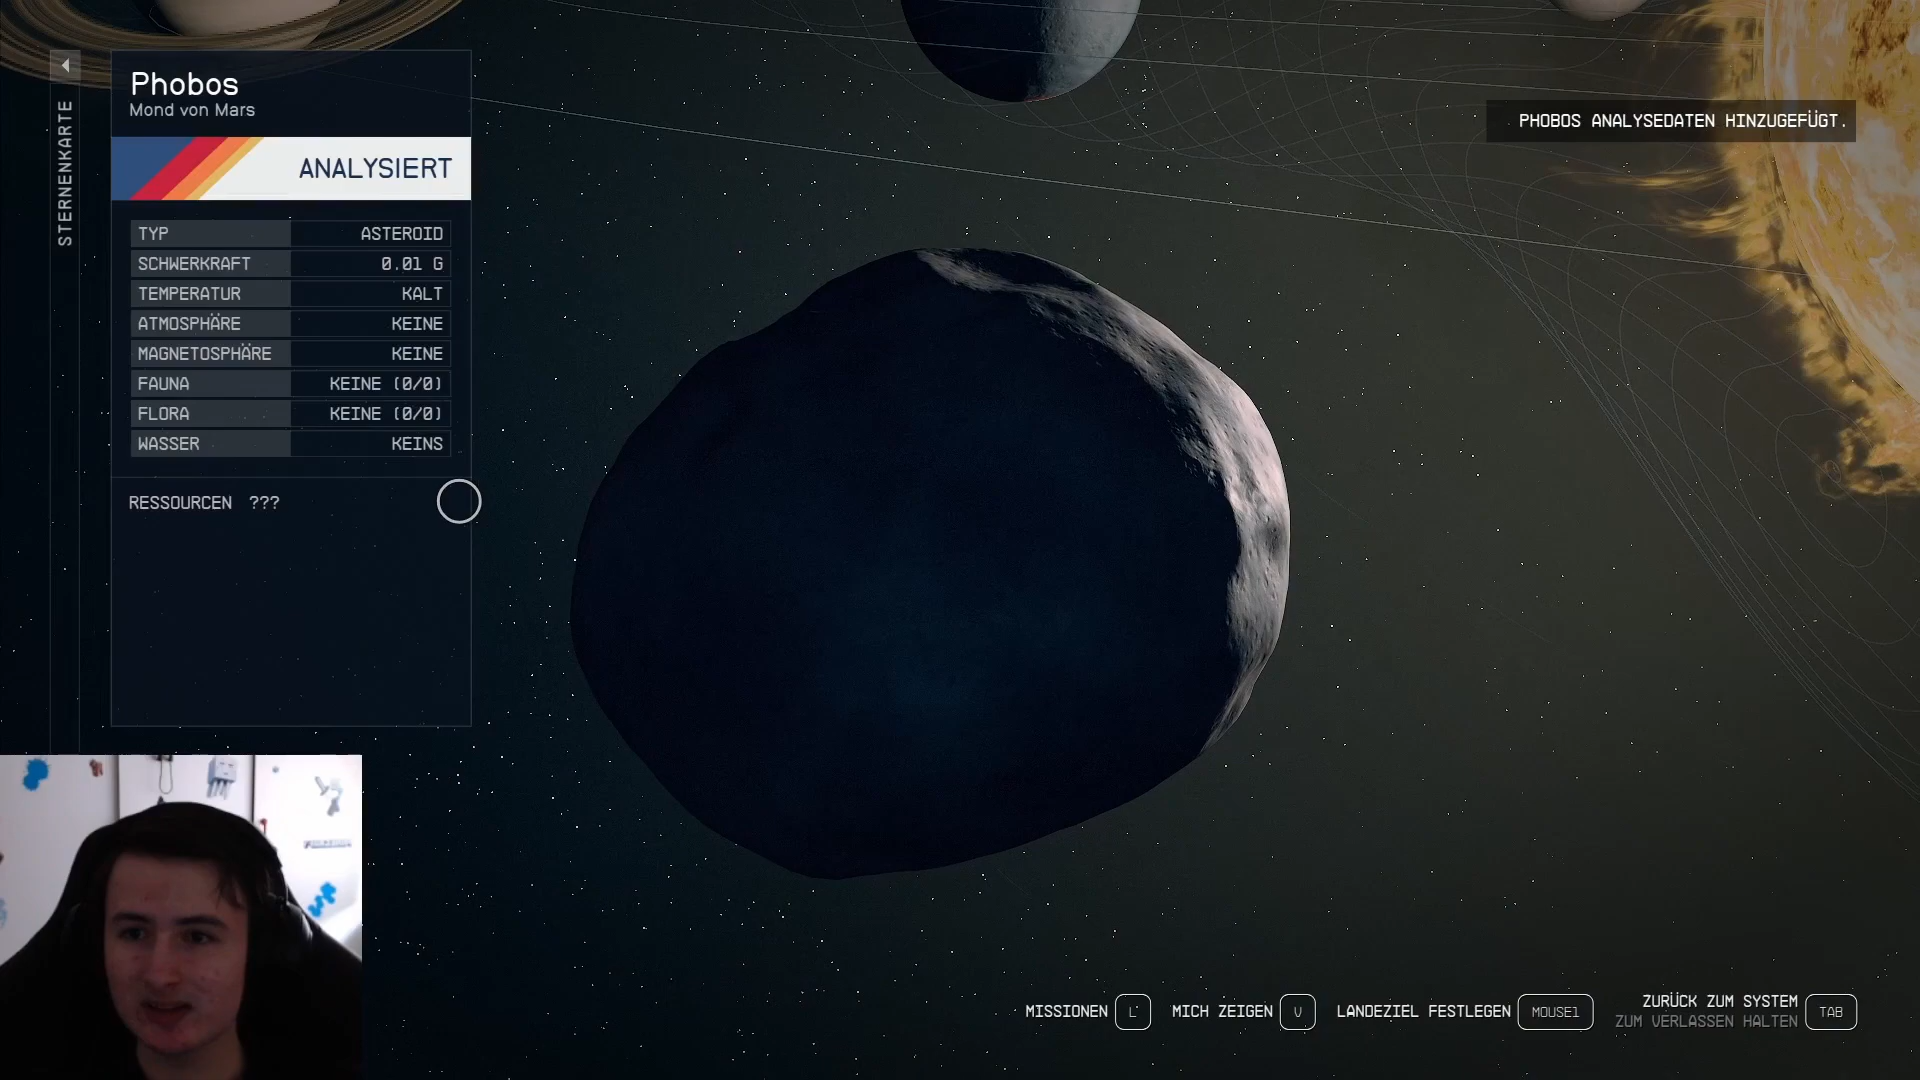 Phobos
Mond von Mars
STERNENKARTE
ANALYSIERT
TYP ASTEROID
SCHWERKRAFT 0.01 G
TEMPERATUR KALT
ATMOSPHÄRE KEINE
MAGNETOSPHÄRE KEINE
FAUNA KEINE (0/0)
FLORA KEINE (0/0)
WASSER KEINS
RESSOURCEN ???
PHOBOS ANALYSEDATEN HINZUGEFÜGT.
MISSIONEN L
MICH ZEIGEN V
LANDEZIEL FESTLEGEN MOUSE1
ZURÜCK ZUM SYSTEM TAB
ZUM VERLASSEN HALTEN